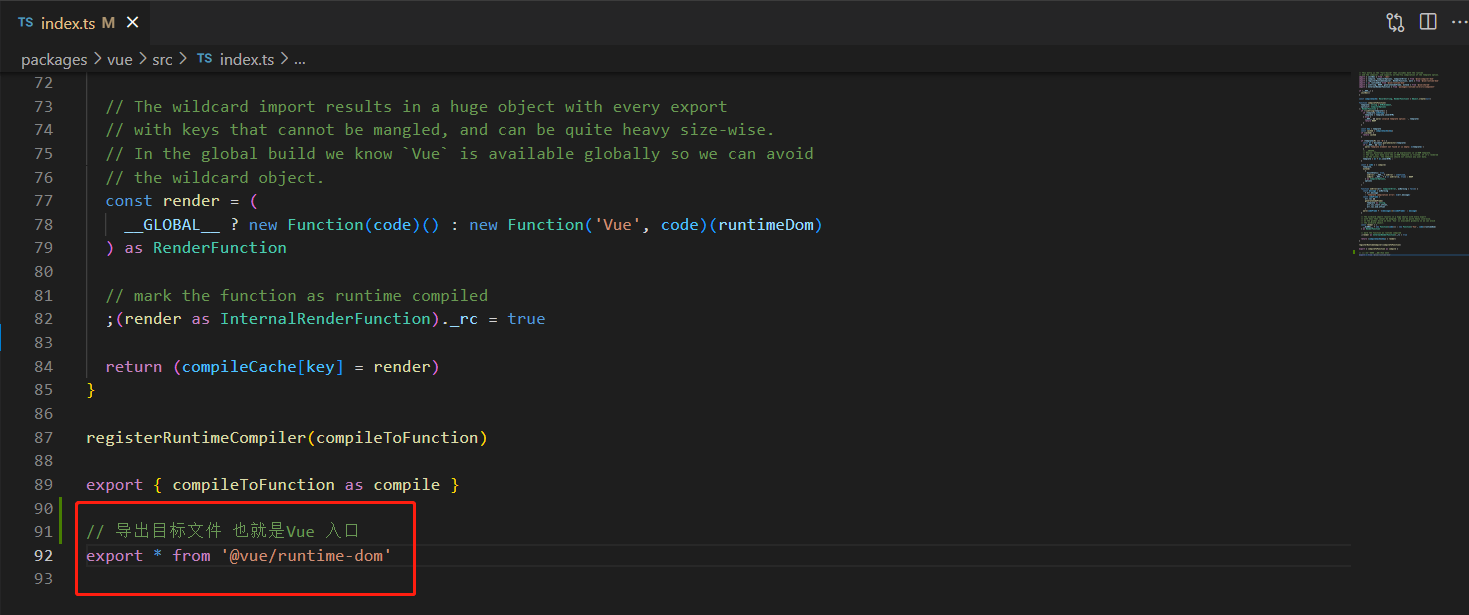 TS index.ts M
packages > vue > src > TS index.ts > ...
72
73 // The wildcard import results in a huge object with every export
74 // with keys that cannot be mangled, and can be quite heavy size-wise.
75 // In the global build we know `Vue` is available globally so we can avoid
76 // the wildcard object.
77 const render = (
78 __GLOBAL__ ? new Function(code)() : new Function('Vue', code)(runtimeDom)
79 ) as RenderFunction
80
81 // mark the function as runtime compiled
82 ;(render as InternalRenderFunction)._rc = true
83
84 return (compileCache[key] = render)
85 }
86
87 registerRuntimeCompiler(compileToFunction)
88
89 export { compileToFunction as compile }
90
91 // 导出目标文件 也就是Vue 入口
92 export * from '@vue/runtime-dom'
93